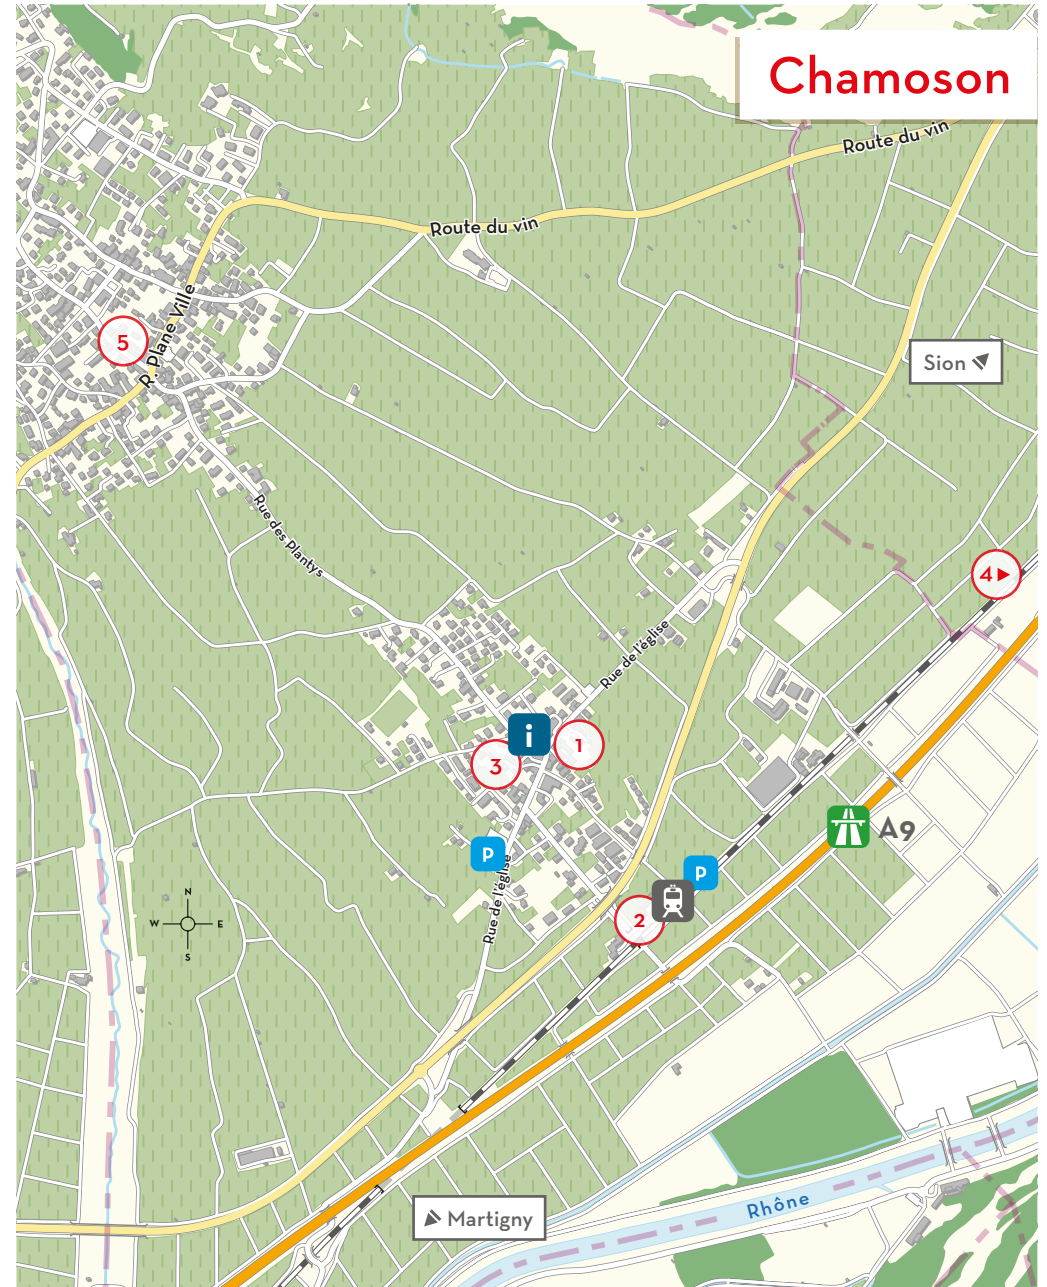 Chamoson
Route du vin
Route du vin
R. Plane Ville
5
Sion
Rue des Plantys
4
Rue de l'église
i
1
3
A9
P
P
Rue de l'église
2
N
W E
S
Martigny
Rhône